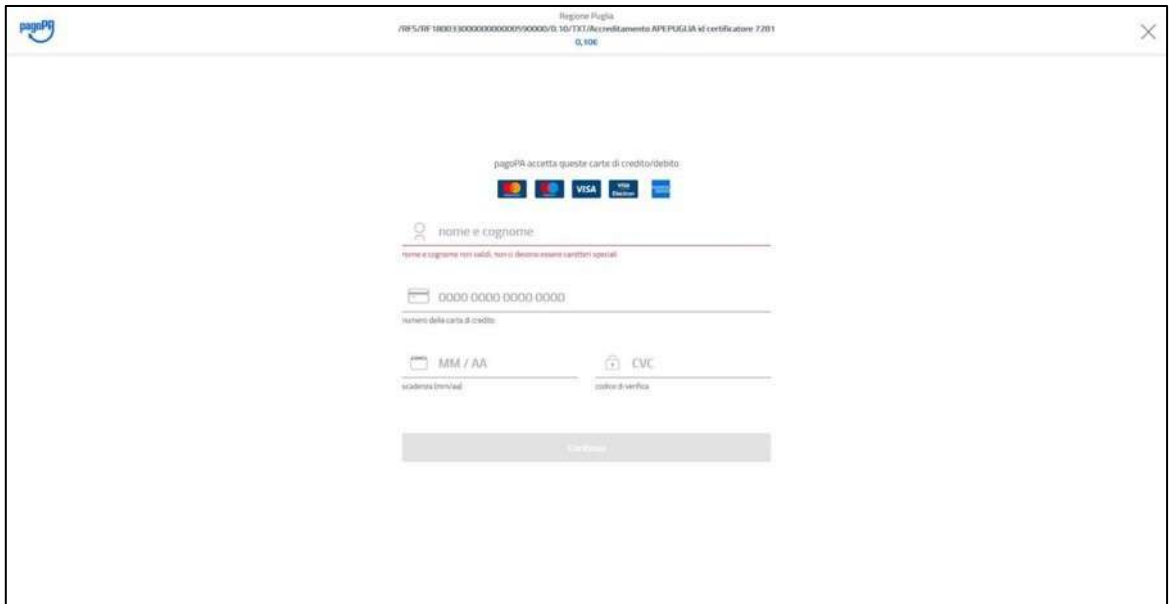 pagoPA
Regione Puglia
/RFS/RF18003300000000000590000/0.10/TXT/Accreditamento APEPUGLIA id certificatore 7201
0,10€
pagoPA accetta queste carte di credito/debito
VISA
VISA Electron
nome e cognome
nome e cognome non validi, non ci devono essere caratteri speciali
0000 0000 0000 0000
numero della carta di credito
MM / AA
CVC
scadenza (mm/aa)
codice di verifica
Continua